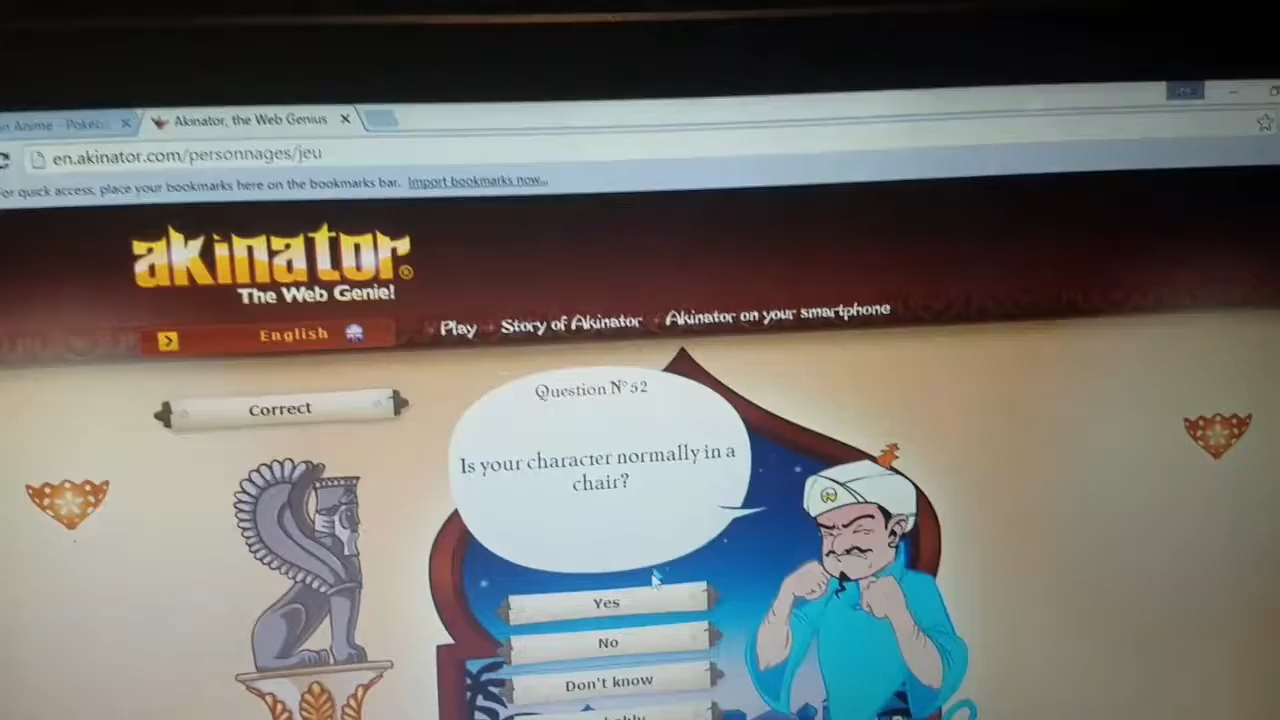 Anime - Poké
Akinator, the Web Genius
en.akinator.com/personnages/jeu
For quick access, place your bookmarks here on the bookmarks bar. Import bookmarks now...
akinator®
The Web Genie!
English
Play
Story of Akinator
Akinator on your smartphone
Correct
Question N°52
Is your character normally in a
chair?
Yes
No
Don't know